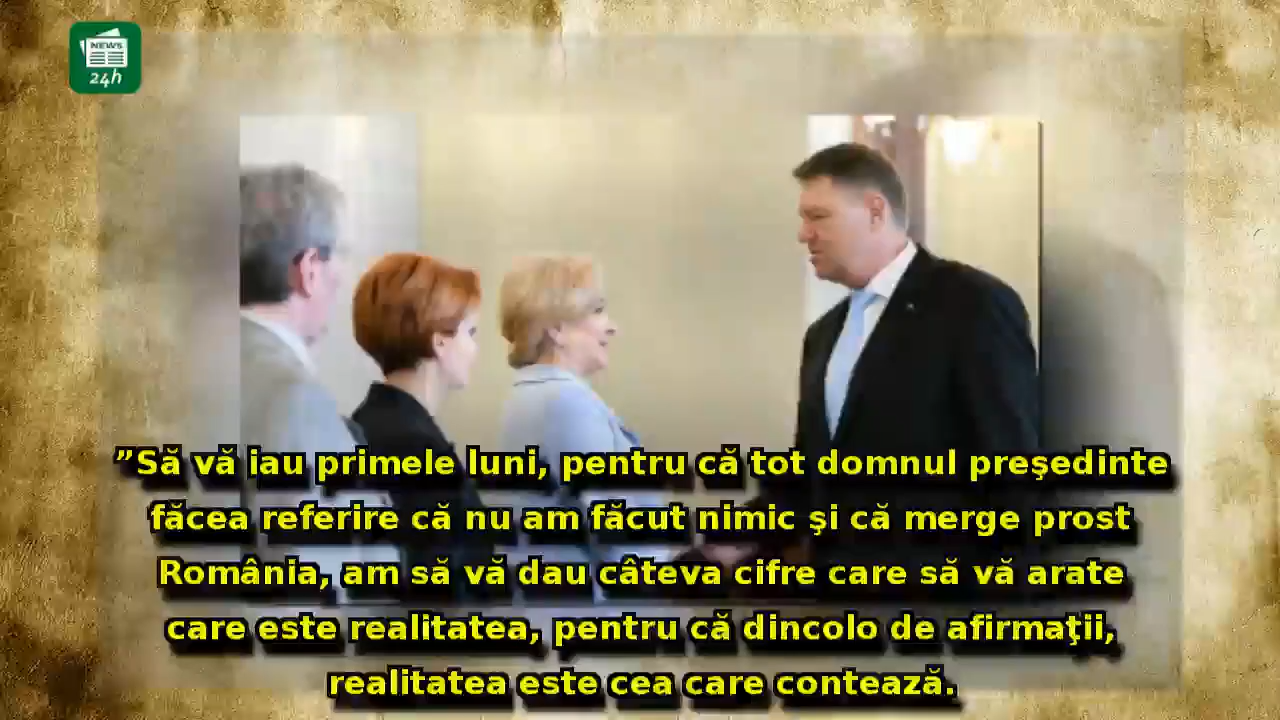 NEWS
24h
”Să vă iau primele luni, pentru că tot domnul preşedinte
făcea referire că nu am făcut nimic şi că merge prost
România, am să vă dau câteva cifre care să vă arate
care este realitatea, pentru că dincolo de afirmaţii,
realitatea este cea care contează.